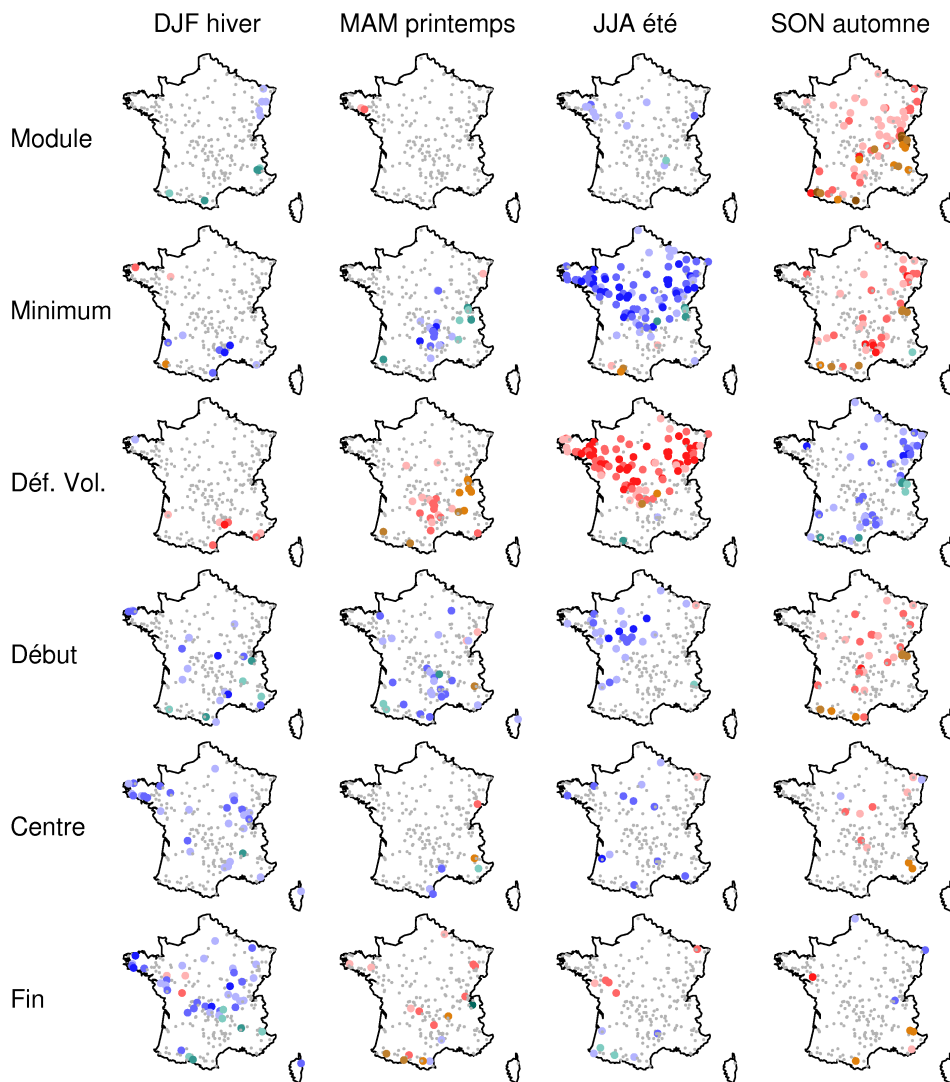 DJF hiver MAM printemps JJA été SON automne
Module
Minimum
Déf. Vol.
Début
Centre
Fin